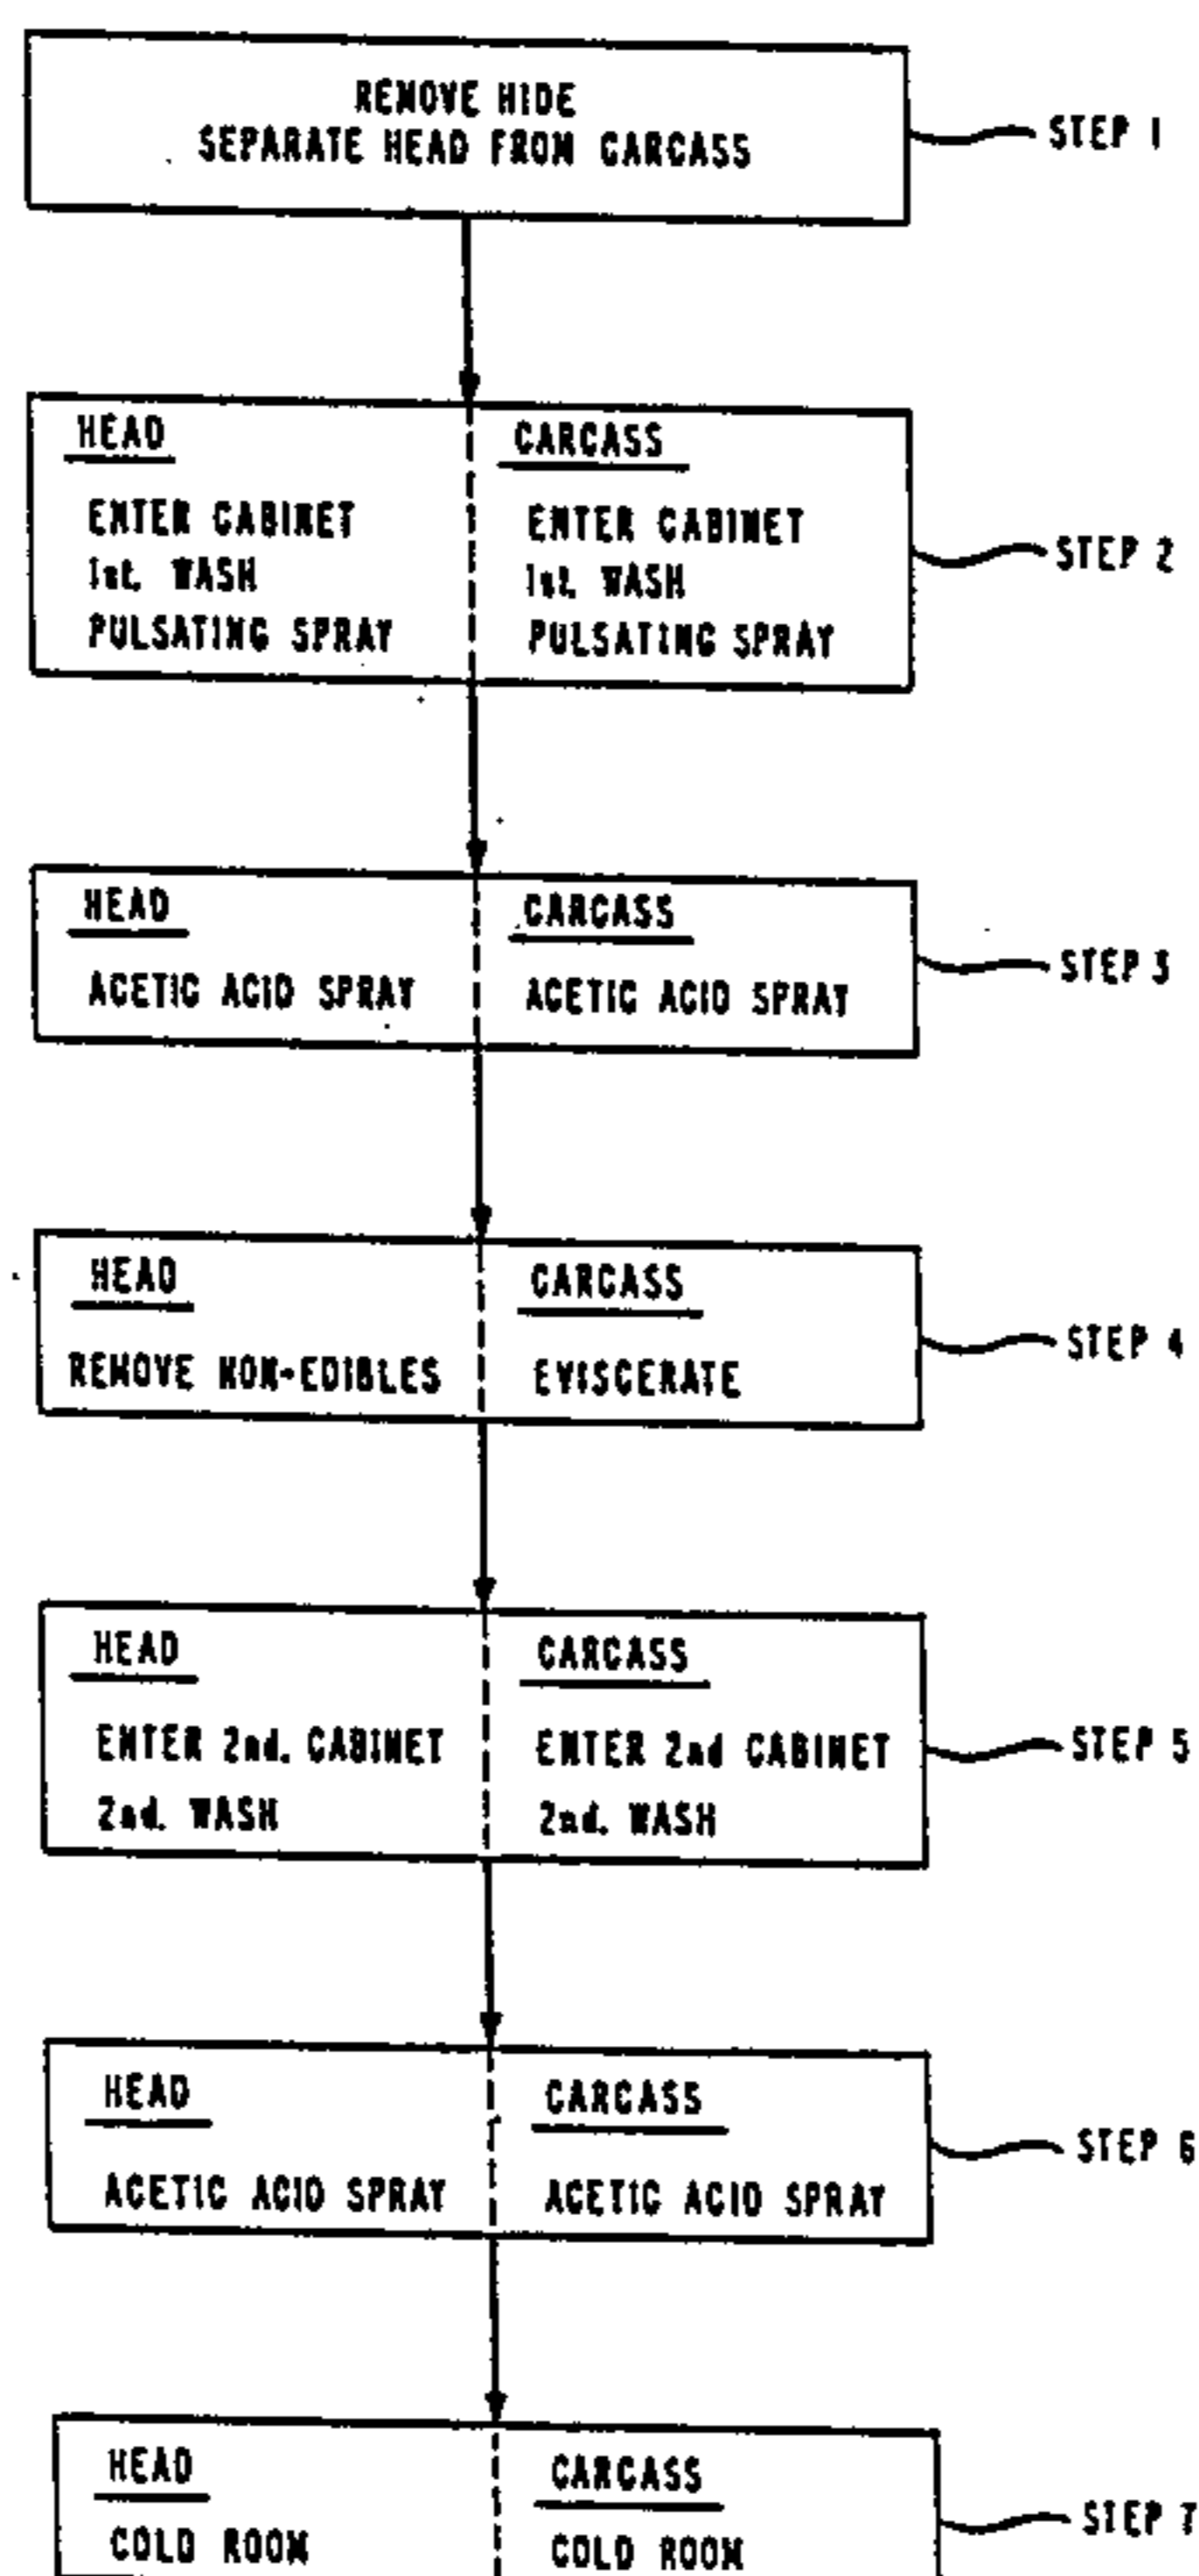 REMOVE HIDE
SEPARATE HEAD FROM CARCASS
STEP 1
HEAD
ENTER CABINET
1st. WASH
PULSATING SPRAY
CARCASS
ENTER CABINET
1st. WASH
PULSATING SPRAY
STEP 2
HEAD
ACETIC ACID SPRAY
CARCASS
ACETIC ACID SPRAY
STEP 3
HEAD
REMOVE NON-EDIBLES
CARCASS
EVISCERATE
STEP 4
HEAD
ENTER 2nd. CABINET
2nd. WASH
CARCASS
ENTER 2nd CABINET
2nd. WASH
STEP 5
HEAD
ACETIC ACID SPRAY
CARCASS
ACETIC ACID SPRAY
STEP 6
HEAD
COLD ROOM
CARCASS
COLD ROOM
STEP 7